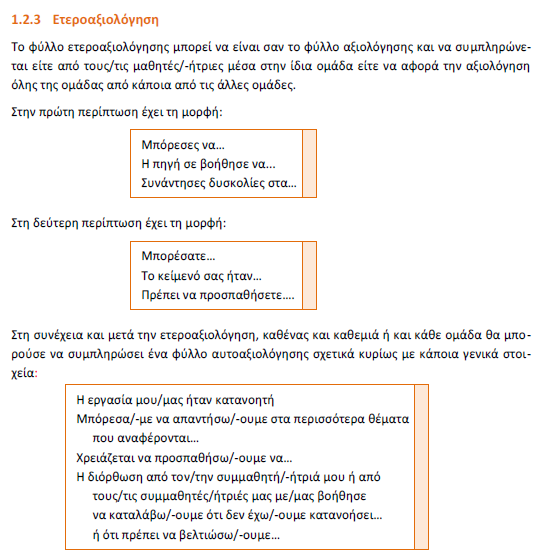 1.2.3 Ετεροαξιολόγηση
Το φύλλο ετεροαξιολόγησης μπορεί να είναι σαν το φύλλο αξιολόγησης και να συμπληρώνε-
ται είτε από τους/τις μαθητές/-ήτριες μέσα στην ίδια ομάδα είτε να αφορά την αξιολόγηση
όλης της ομάδας από κάποια από τις άλλες ομάδες.
Στην πρώτη περίπτωση έχει τη μορφή:
Μπόρεσες να…
Η πηγή σε βοήθησε να...
Συνάντησες δυσκολίες στα…
Στη δεύτερη περίπτωση έχει τη μορφή:
Μπορέσατε…
Το κείμενό σας ήταν…
Πρέπει να προσπαθήσετε….
Στη συνέχεια και μετά την ετεροαξιολόγηση, καθένας και καθεμιά ή και κάθε ομάδα θα μπο-
ρούσε να συμπληρώσει ένα φύλλο αυτοαξιολόγησης σχετικά κυρίως με κάποια γενικά στοι-
χεία:
Η εργασία μου/μας ήταν κατανοητή
Μπόρεσα/-με να απαντήσω/-ουμε στα περισσότερα θέματα
που αναφέρονται…
Χρειάζεται να προσπαθήσω/-ουμε να…
Η διόρθωση από τον/την συμμαθητή/-ήτριά μου ή από
τους/τις συμμαθητές/ήτριές μας με/μας βοήθησε
να καταλάβω/-ουμε ότι δεν έχω/-ουμε κατανοήσει…
ή ότι πρέπει να βελτιώσω/-ουμε…